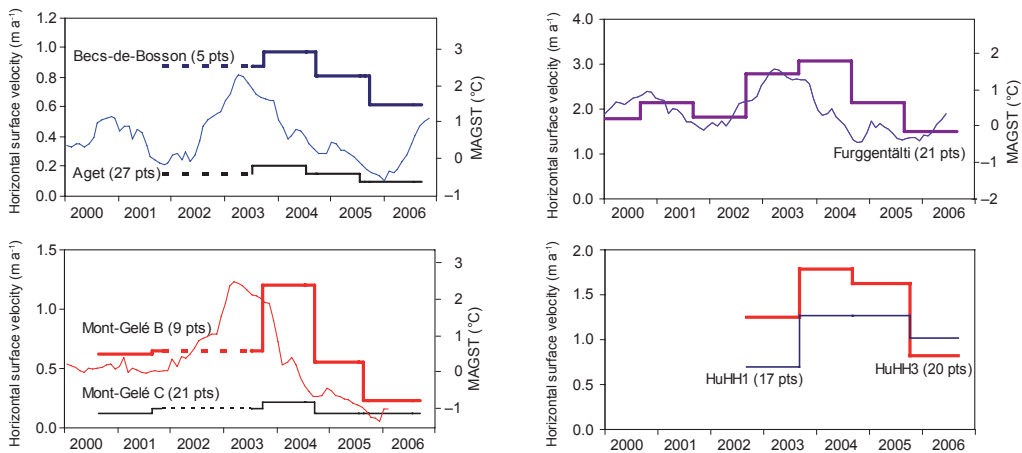 Horizontal surface velocity (m a⁻¹)
1.2
1.0
0.8
0.6
0.4
0.2
0.0
Becs-de-Bosson (5 pts)
Aget (27 pts)
3
2
1
0
–1
MAGST (°C)
2000 2001 2002 2003 2004 2005 2006
Horizontal surface velocity (m a⁻¹)
4.0
3.0
2.0
1.0
0.0
Furggentälti (21 pts)
2
1
0
–1
–2
MAGST (°C)
2000 2001 2002 2003 2004 2005 2006
Horizontal surface velocity (m a⁻¹)
1.5
1.0
0.5
0.0
Mont-Gelé B (9 pts)
Mont-Gelé C (21 pts)
3
2
1
0
–1
MAGST (°C)
2000 2001 2002 2003 2004 2005 2006
Horizontal surface velocity (m a⁻¹)
2.0
1.5
1.0
0.5
0.0
HuHH1 (17 pts)
HuHH3 (20 pts)
2000 2001 2002 2003 2004 2005 2006